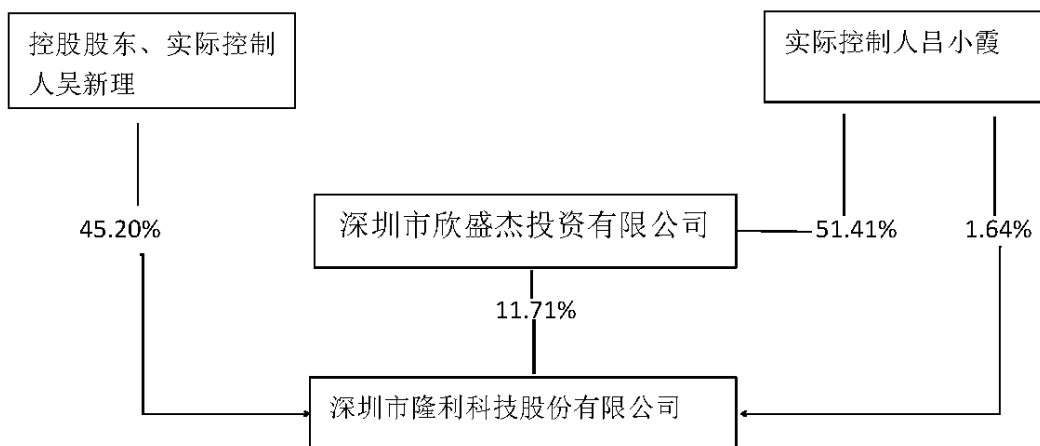 控股股东、实际控制
人吴新理
实际控制人吕小霞
45.20%
深圳市欣盛杰投资有限公司
51.41%
1.64%
11.71%
深圳市隆利科技股份有限公司